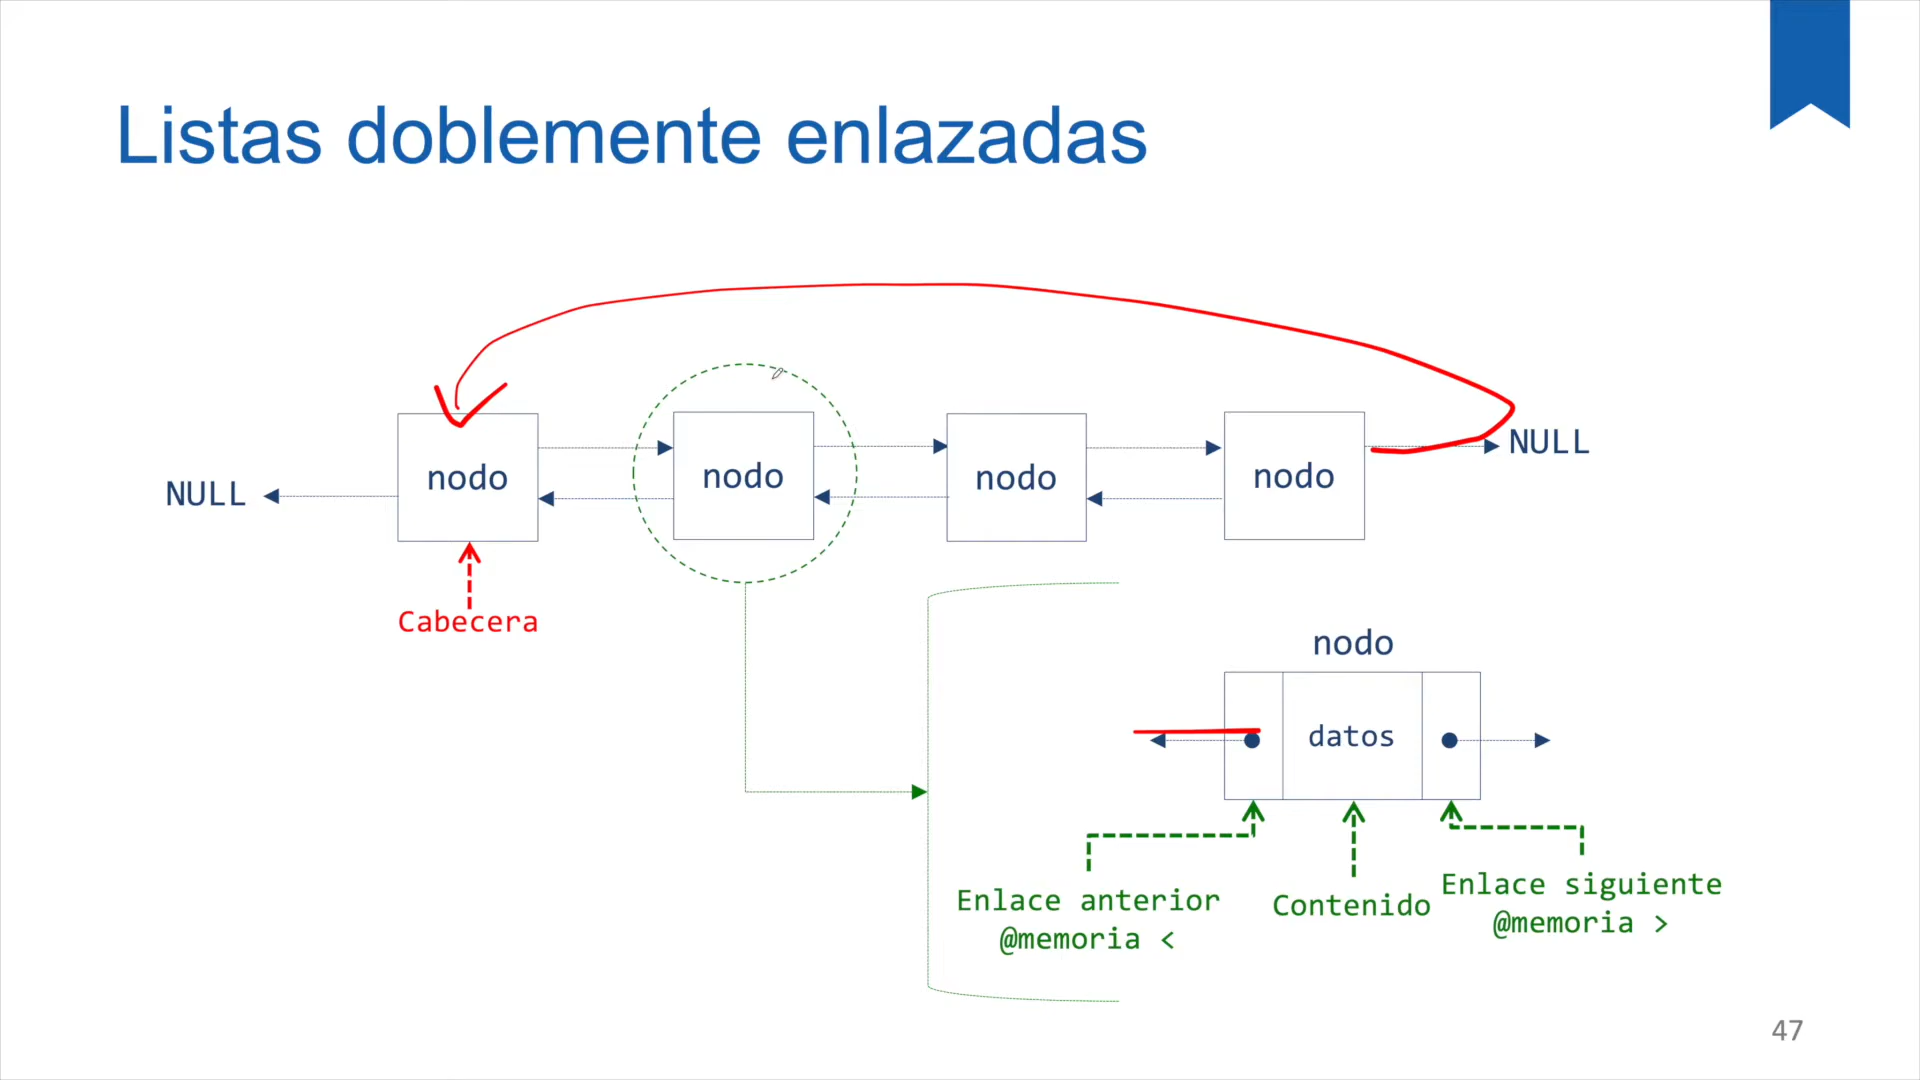 Listas doblemente enlazadas
NULL
nodo
nodo
nodo
nodo
NULL
Cabecera
nodo
datos
Enlace anterior
@memoria <
Contenido
Enlace siguiente
@memoria >
47